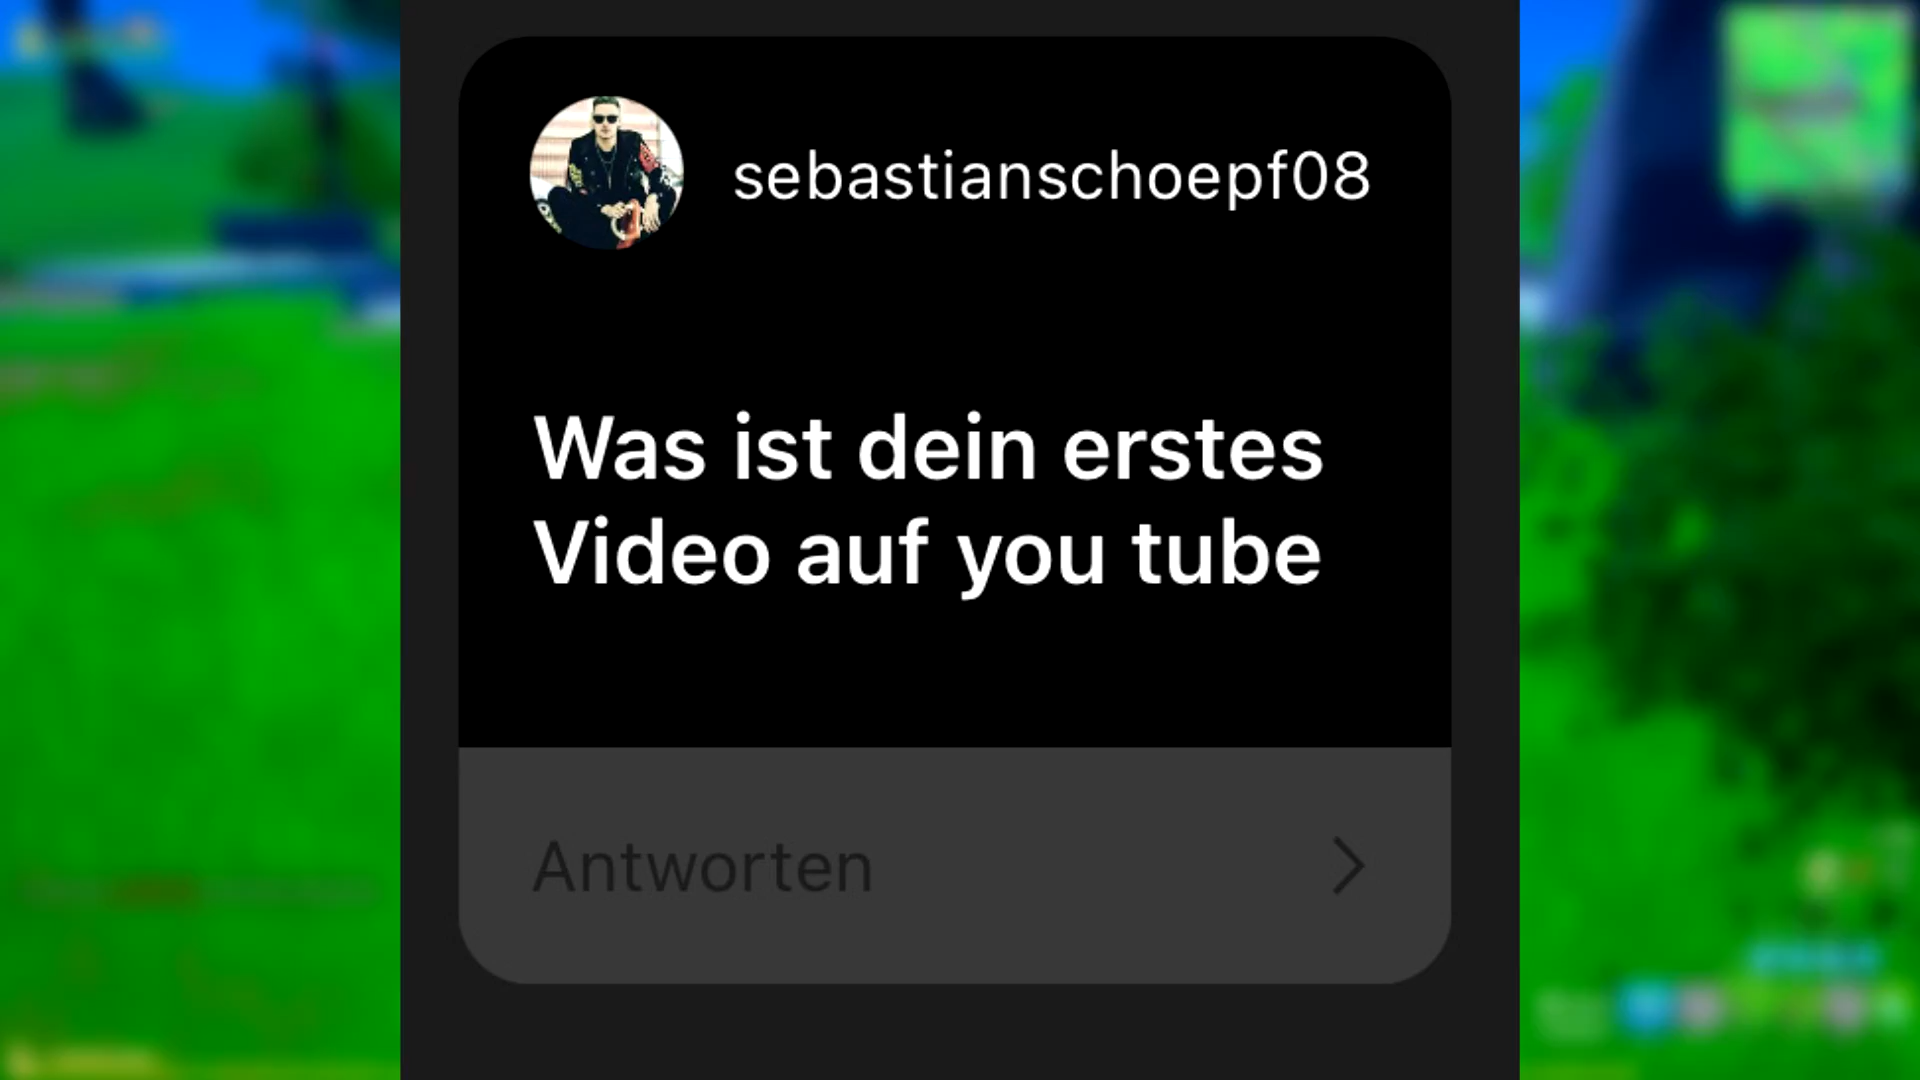 sebastianschoepf08
Was ist dein erstes
Video auf you tube
Antworten